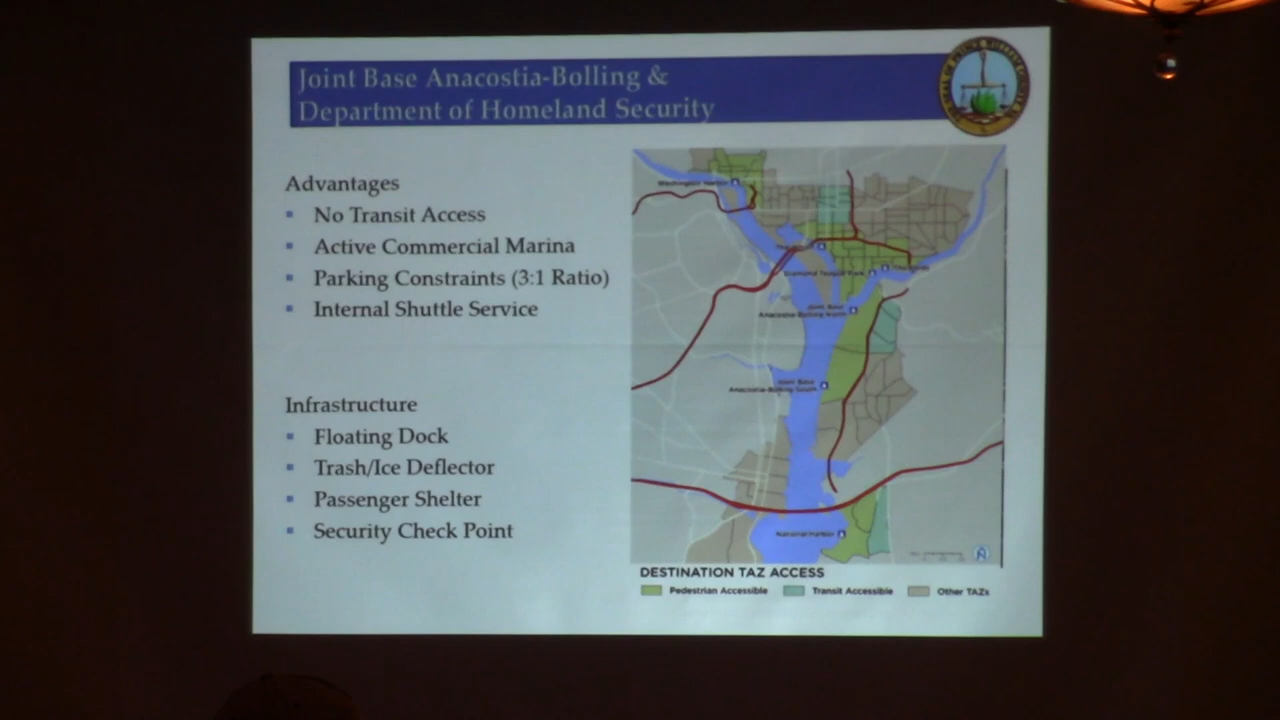 Joint Base Anacostia-Bolling &
Department of Homeland Security
Advantages
No Transit Access
Active Commercial Marina
Parking Constraints (3:1 Ratio)
Internal Shuttle Service
Infrastructure
Floating Dock
Trash/Ice Deflector
Passenger Shelter
Security Check Point
Washington Harbor
Diamond Teague Park
Joint Base
Anacostia-Bolling North
Joint Base
Anacostia-Bolling South
National Harbor
DESTINATION TAZ ACCESS
Pedestrian Accessible
Transit Accessible
Other TAZs